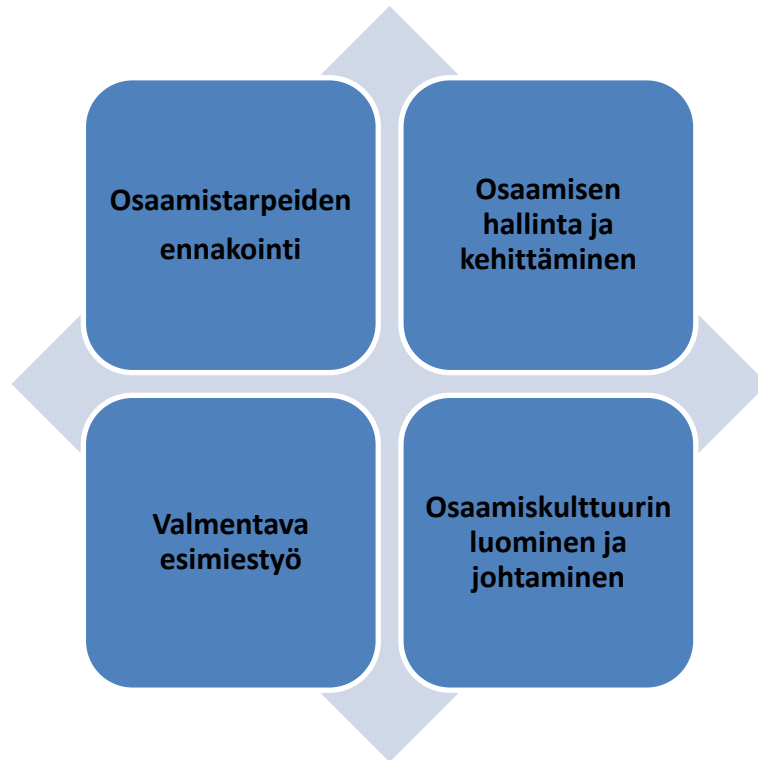 Osaamistarpeiden
ennakointi
Osaamisen
hallinta ja
kehittäminen
Valmentava
esimiestyö
Osaamiskulttuurin
luominen ja
johtaminen